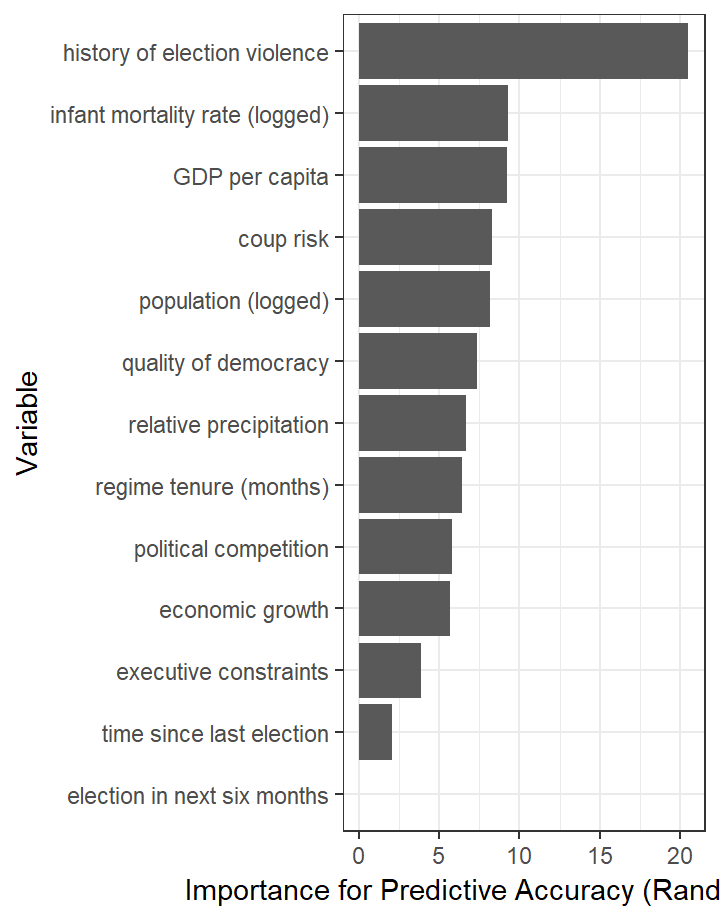 history of election violence
infant mortality rate (logged)
GDP per capita
coup risk
population (logged)
quality of democracy
relative precipitation
regime tenure (months)
political competition
economic growth
executive constraints
time since last election
election in next six months
Variable
0 5 10 15 20
Importance for Predictive Accuracy (Rand